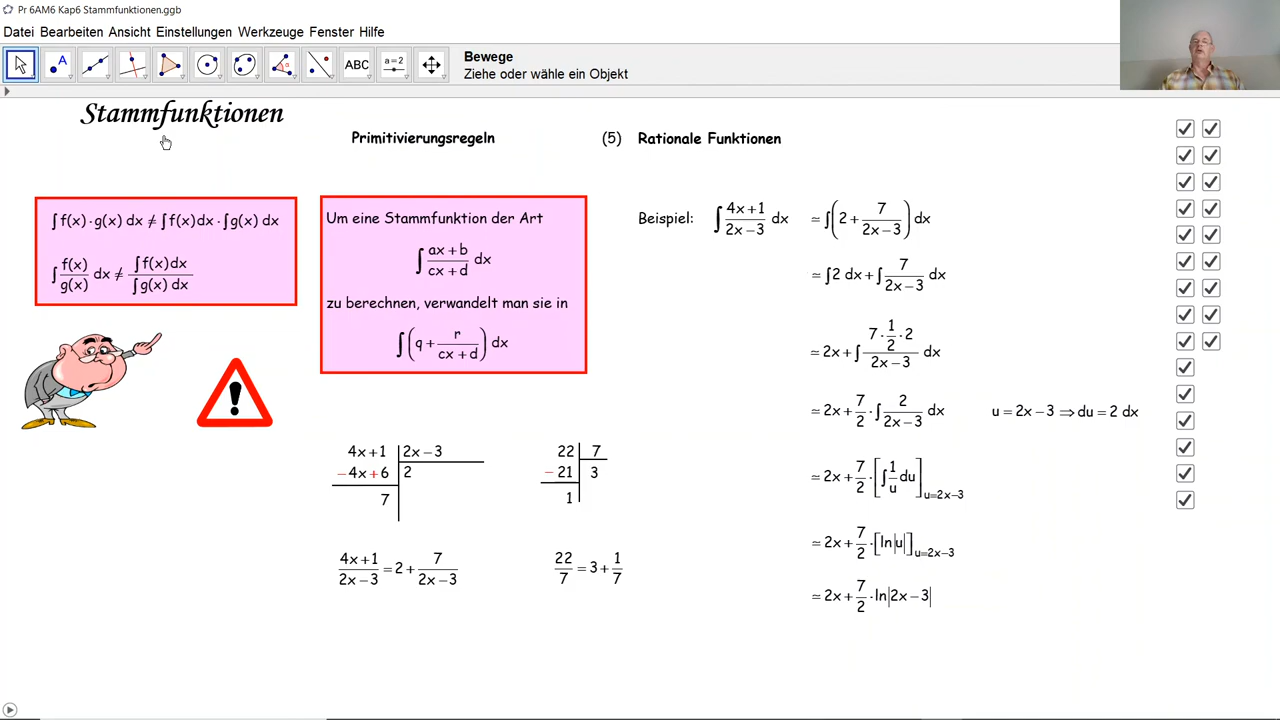 Pr 6AM6 Kap6 Stammfunktionen.ggb
Datei Bearbeiten Ansicht Einstellungen Werkzeuge Fenster Hilfe
A
ABC
a=2
Bewege
Ziehe oder wähle ein Objekt
Stammfunktionen
Primitivierungsregeln
(5) Rationale Funktionen
∫f(x)·g(x) dx ≠ ∫f(x)dx · ∫g(x) dx
∫ f(x)/g(x) dx ≠ ∫f(x)dx / ∫g(x) dx
Um eine Stammfunktion der Art
∫ (ax+b)/(cx+d) dx
zu berechnen, verwandelt man sie in
∫ (q + r/(cx+d)) dx
4x+1 | 2x−3
−4x+6 | 2
7
22 | 7
−21 | 3
1
(4x+1)/(2x−3) = 2 + 7/(2x−3)
22/7 = 3 + 1/7
Beispiel: ∫ (4x+1)/(2x−3) dx ≃ ∫ (2 + 7/(2x−3)) dx
≃ ∫2 dx + ∫ 7/(2x−3) dx
≃ 2x + ∫ (7·1/2·2)/(2x−3) dx
≃ 2x + 7/2 · ∫ 2/(2x−3) dx u = 2x−3 ⇒ du = 2 dx
≃ 2x + 7/2 · [∫ 1/u du]u=2x−3
≃ 2x + 7/2 · [ln|u|]u=2x−3
≃ 2x + 7/2 · ln|2x−3|